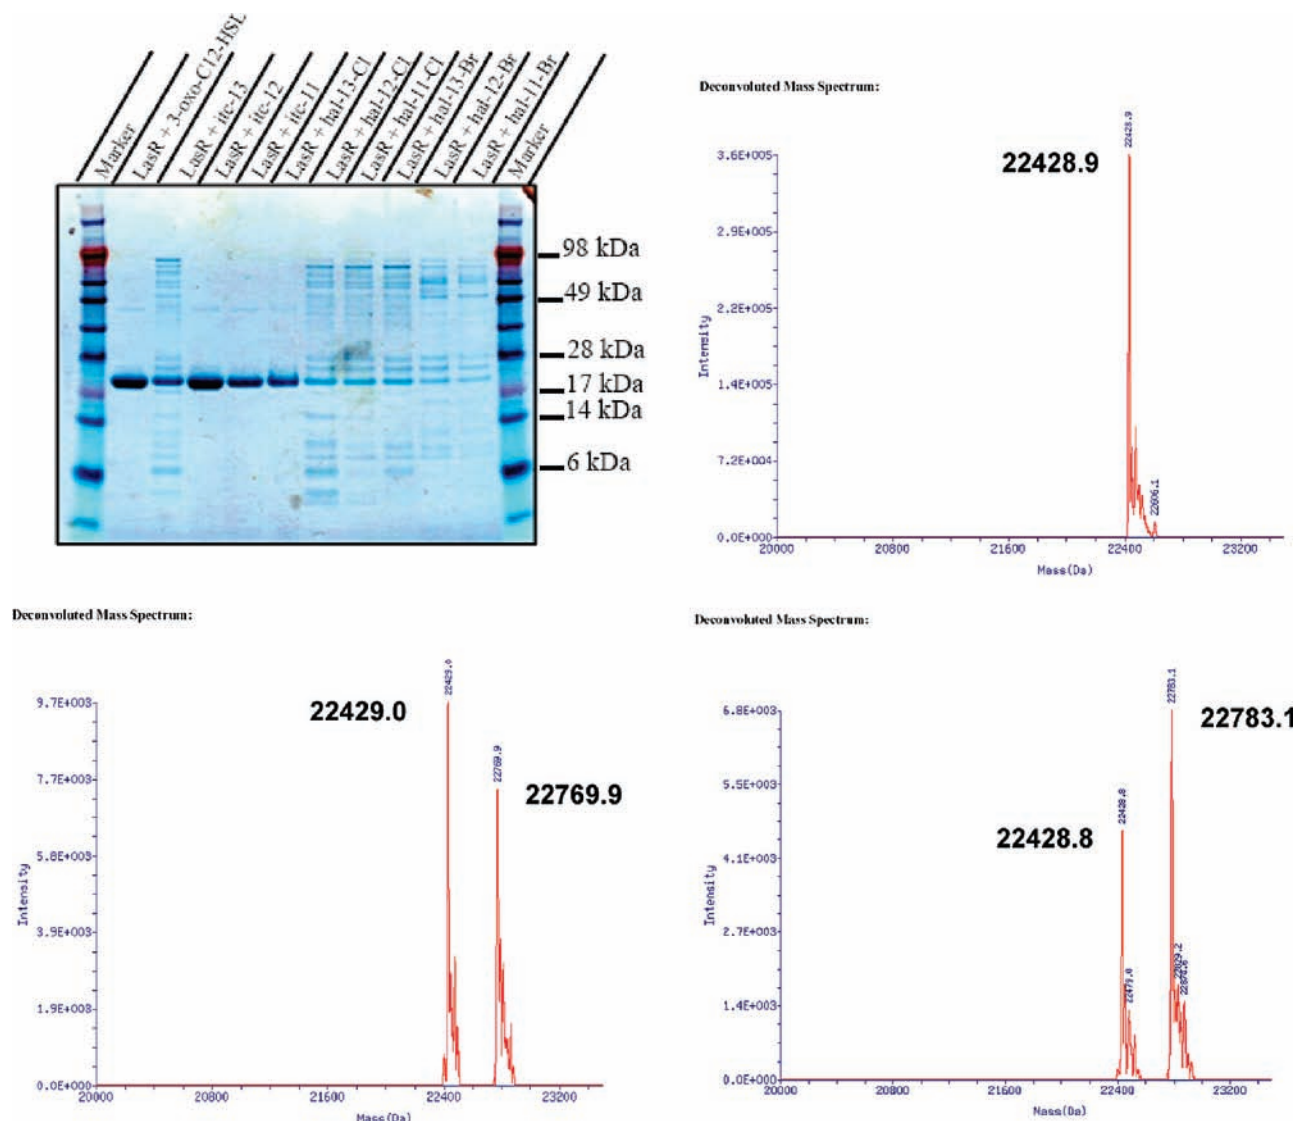 Marker
LasR + 3-oxo-C12-HSL
LasR + itc-13
LasR + itc-12
LasR + itc-11
LasR + hal-13-Cl
LasR + hal-12-Cl
LasR + hal-11-Cl
LasR + hal-13-Br
LasR + hal-12-Br
LasR + hal-11-Br
Marker
98 kDa
49 kDa
28 kDa
17 kDa
14 kDa
6 kDa
Deconvoluted Mass Spectrum:
22428.9
22428.9
22606.1
3.6E+005
2.9E+005
2.2E+005
1.4E+005
7.2E+004
0.0E+000
Intensity
20000 20800 21600 22400 23200
Mass(Da)
Deconvoluted Mass Spectrum:
22429.0
22429.0
22769.9
22769.9
9.7E+003
7.7E+003
5.8E+003
3.9E+003
1.9E+003
0.0E+000
Intensity
20000 20800 21600 22400 23200
Mass(Da)
Deconvoluted Mass Spectrum:
22783.1
22783.1
22428.8
22428.8
22479.0
22829.2
6.8E+003
5.5E+003
4.1E+003
2.7E+003
1.4E+003
0.0E+000
Intensity
20000 20800 21600 22400 23200
Mass(Da)